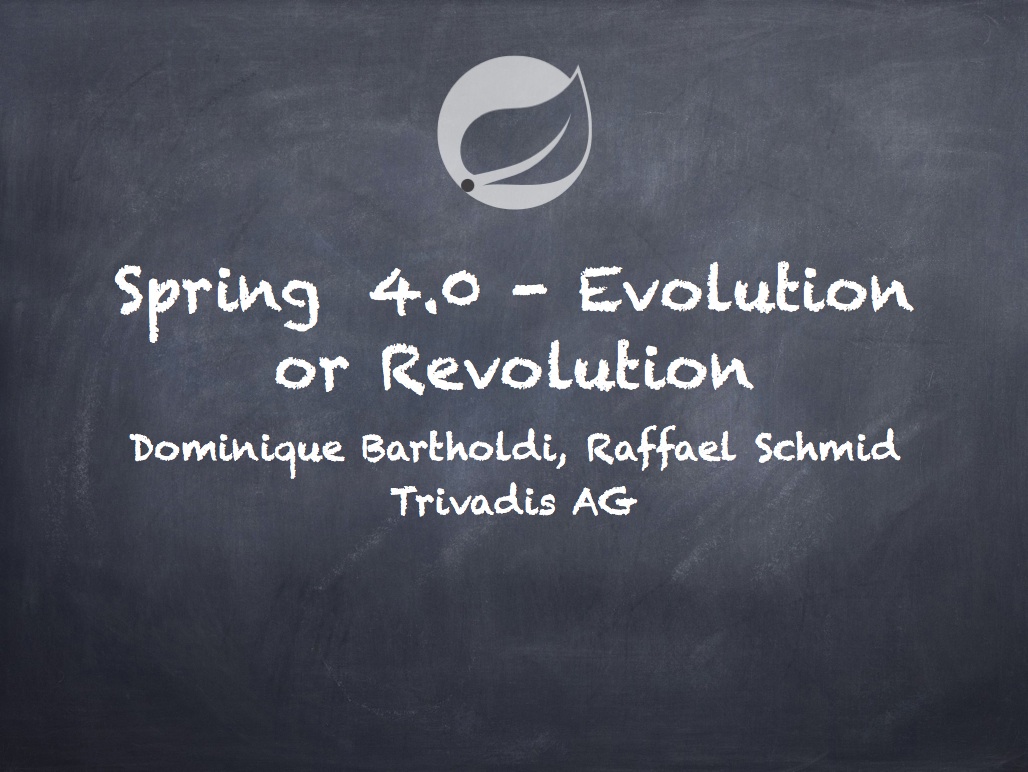 Spring 4.0 - Evolution
or Revolution
Dominique Bartholdi, Raffael Schmid
Trivadis AG